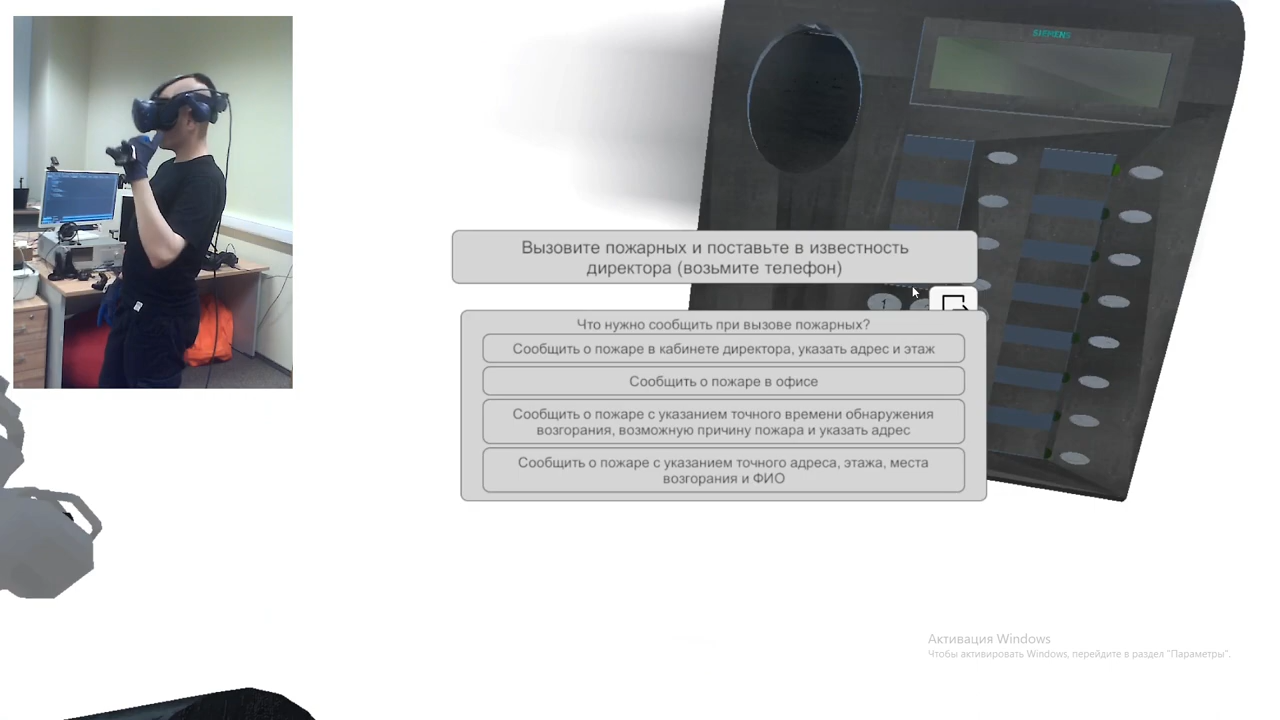 SIEMENS
Вызовите пожарных и поставьте в известность
директора (возьмите телефон)
1
Что нужно сообщить при вызове пожарных?
Сообщить о пожаре в кабинете директора, указать адрес и этаж
Сообщить о пожаре в офисе
Сообщить о пожаре с указанием точного времени обнаружения
возгорания, возможную причину пожара и указать адрес
Сообщить о пожаре с указанием точного адреса, этажа, места
возгорания и ФИО
Активация Windows
Чтобы активировать Windows, перейдите в раздел "Параметры".